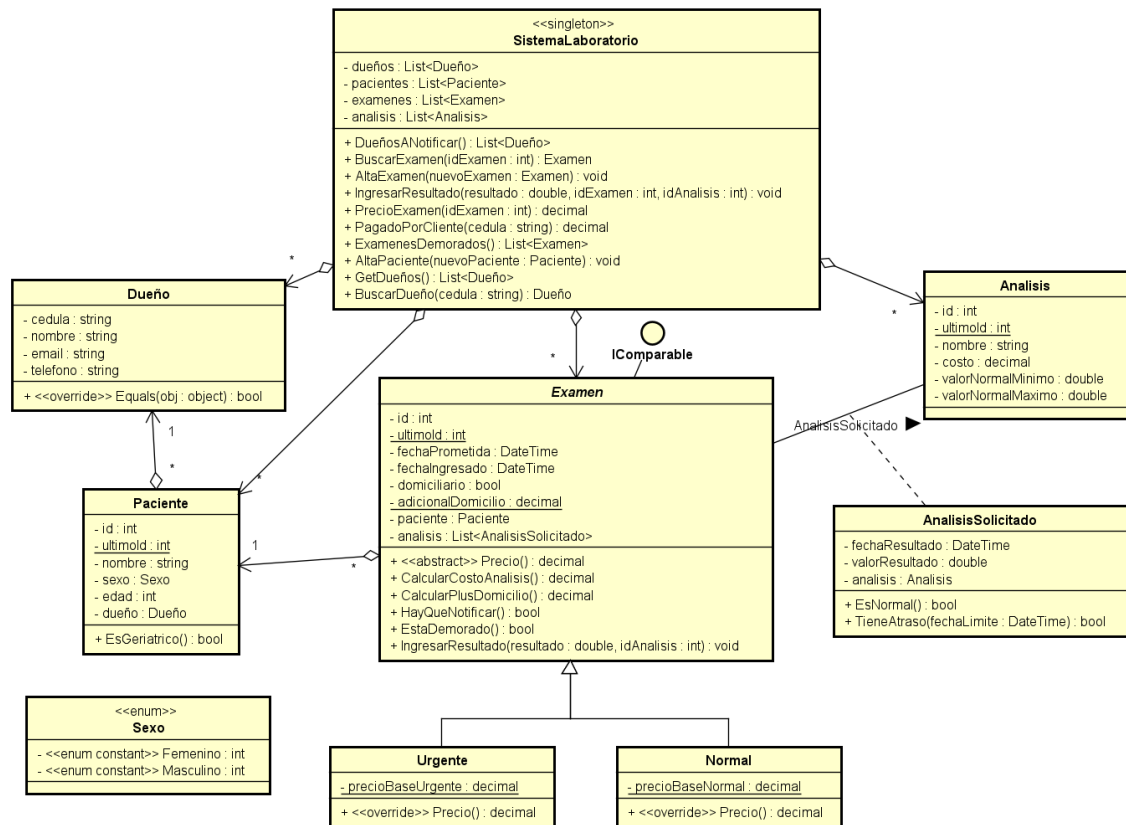 <<singleton>>
SistemaLaboratorio
- dueños : List<Dueño>
- pacientes : List<Paciente>
- examenes : List<Examen>
- analisis : List<Analisis>
+ DueñosANotificar() : List<Dueño>
+ BuscarExamen(idExamen : int) : Examen
+ AltaExamen(nuevoExamen : Examen) : void
+ IngresarResultado(resultado : double, idExamen : int, idAnalisis : int) : void
+ PrecioExamen(idExamen : int) : decimal
+ PagadoPorCliente(cedula : string) : decimal
+ ExamenesDemorados() : List<Examen>
+ AltaPaciente(nuevoPaciente : Paciente) : void
+ GetDueños() : List<Dueño>
+ BuscarDueño(cedula : string) : Dueño
*
*
*
*
Dueño
- cedula : string
- nombre : string
- email : string
- telefono : string
+ <<override>> Equals(obj : object) : bool
1
*
Analisis
- id : int
- ultimoId : int
- nombre : string
- costo : decimal
- valorNormalMinimo : double
- valorNormalMaximo : double
IComparable
Examen
- id : int
- ultimoId : int
- fechaPrometida : DateTime
- fechaIngresado : DateTime
- domiciliario : bool
- adicionalDomicilio : decimal
- paciente : Paciente
- analisis : List<AnalisisSolicitado>
+ <<abstract>> Precio() : decimal
+ CalcularCostoAnalisis() : decimal
+ CalcularPlusDomicilio() : decimal
+ HayQueNotificar() : bool
+ EstaDemorado() : bool
+ IngresarResultado(resultado : double, idAnalisis : int) : void
AnalisisSolicitado
Paciente
- id : int
- ultimoId : int
- nombre : string
- sexo : Sexo
- edad : int
- dueño : Dueño
+ EsGeriatrico() : bool
1
*
AnalisisSolicitado
- fechaResultado : DateTime
- valorResultado : double
- analisis : Analisis
+ EsNormal() : bool
+ TieneAtraso(fechaLimite : DateTime) : bool
<<enum>>
Sexo
- <<enum constant>> Femenino : int
- <<enum constant>> Masculino : int
Urgente
- precioBaseUrgente : decimal
+ <<override>> Precio() : decimal
Normal
- precioBaseNormal : decimal
+ <<override>> Precio() : decimal